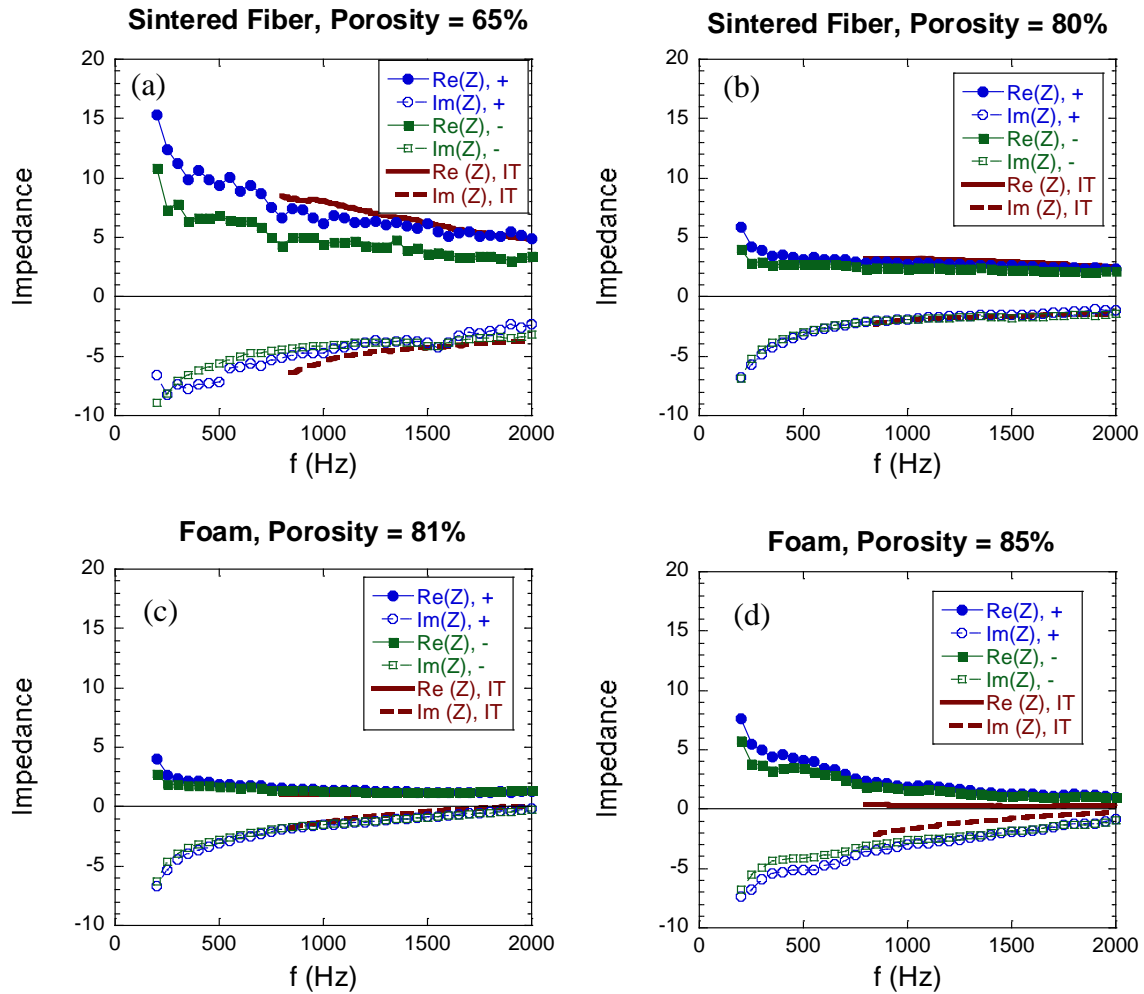 Sintered Fiber, Porosity = 65%
(a)
Re(Z), +
Im(Z), +
Re(Z), -
Im(Z), -
Re (Z), IT
Im (Z), IT
Impedance
20
15
10
5
0
-5
-10
0 500 1000 1500 2000
f (Hz)
Sintered Fiber, Porosity = 80%
(b)
Re(Z), +
Im(Z), +
Re(Z), -
Im(Z), -
Re (Z), IT
Im (Z), IT
Impedance
20
15
10
5
0
-5
-10
0 500 1000 1500 2000
f (Hz)
Foam, Porosity = 81%
(c)
Re(Z), +
Im(Z), +
Re(Z), -
Im(Z), -
Re (Z), IT
Im (Z), IT
Impedance
20
15
10
5
0
-5
-10
0 500 1000 1500 2000
f (Hz)
Foam, Porosity = 85%
(d)
Re(Z), +
Im(Z), +
Re(Z), -
Im(Z), -
Re (Z), IT
Im (Z), IT
Impedance
20
15
10
5
0
-5
-10
0 500 1000 1500 2000
f (Hz)